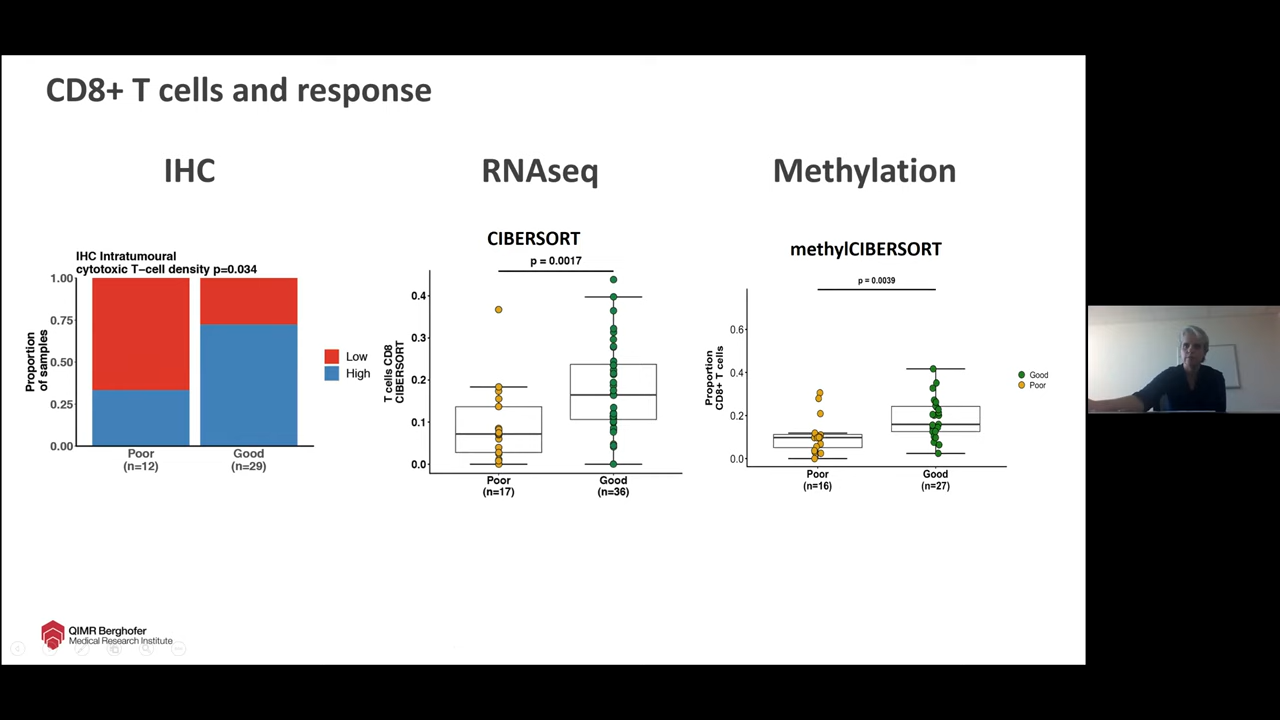 CD8+ T cells and response
IHC
RNAseq
Methylation
IHC Intratumoural
cytotoxic T-cell density p=0.034
1.00
0.75
0.50
0.25
0.00
Proportion
of samples
Poor
(n=12)
Good
(n=29)
Low
High
CIBERSORT
p = 0.0017
0.4
0.3
0.2
0.1
0.0
T cells CD8
CIBERSORT
Poor
(n=17)
Good
(n=36)
methylCIBERSORT
p = 0.0039
0.6
0.4
0.2
0.0
Proportion
CD8+ T cells
Poor
(n=16)
Good
(n=27)
Good
Poor
QIMR Berghofer
Medical Research Institute